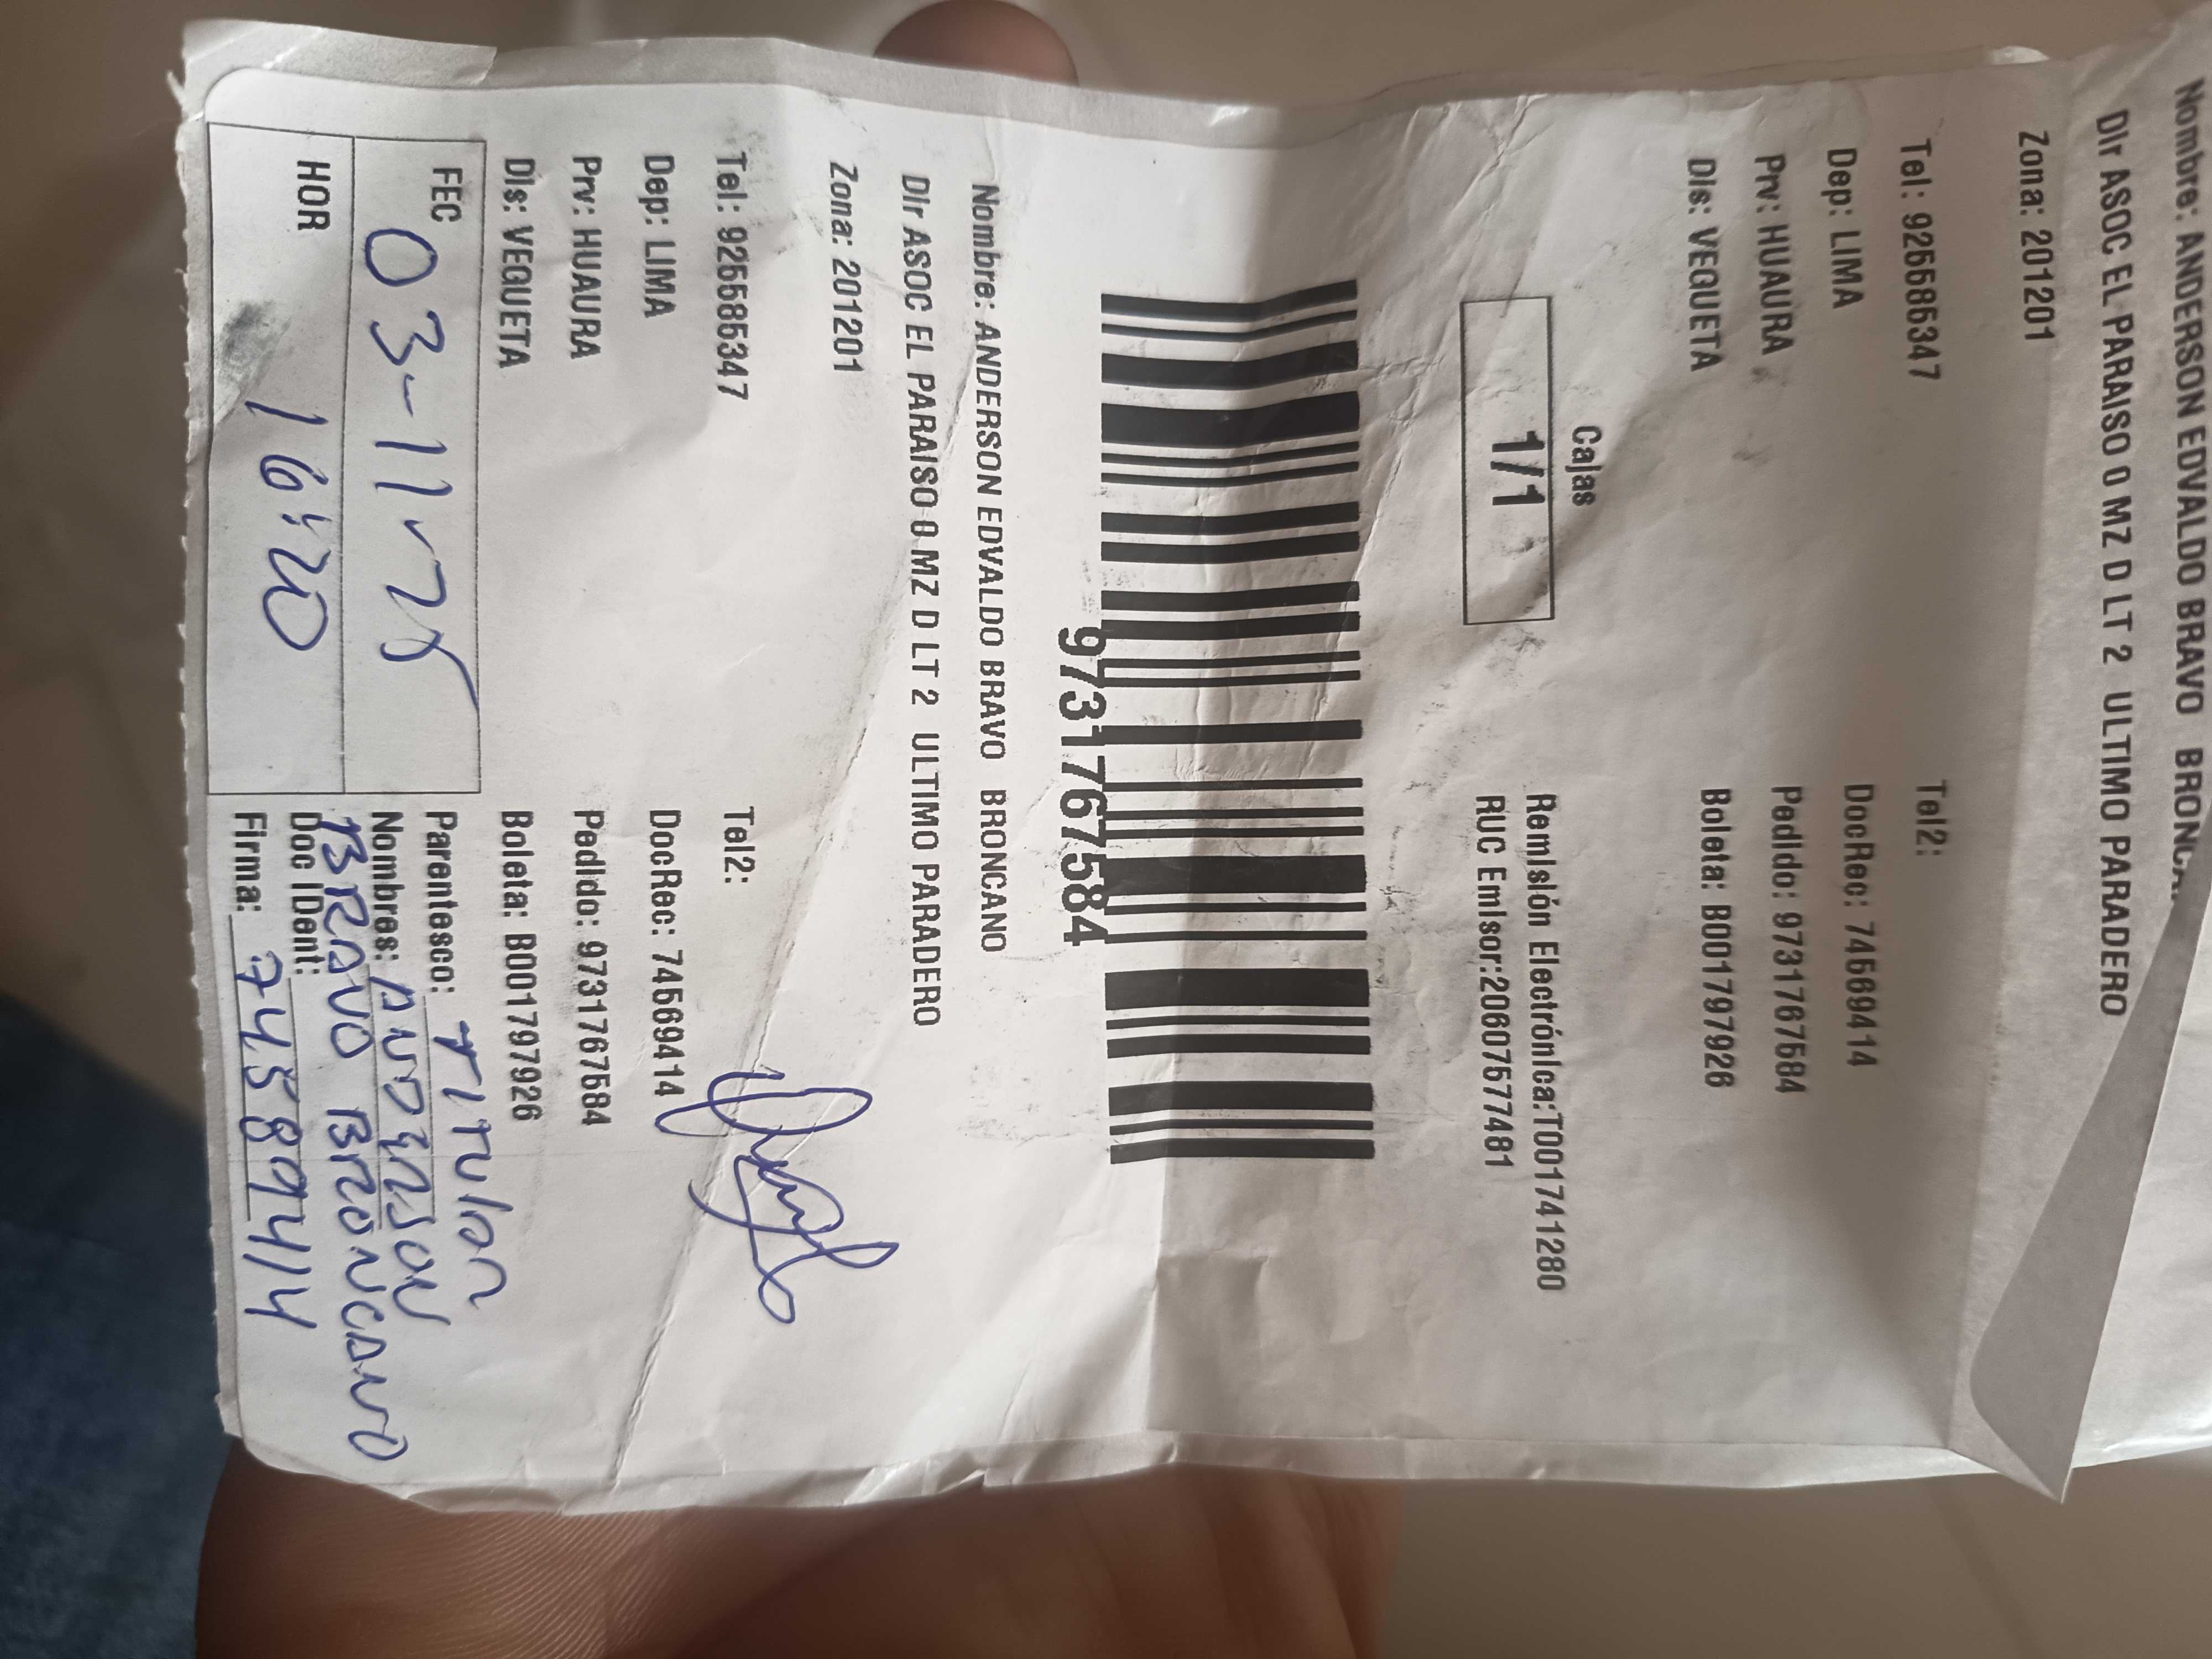 Nombre: ANDERSON EDVALDO BRAVO BRONCA
Dir ASOC EL PARAISO 0 MZ D LT 2 ULTIMO PARADERO
Zona: 201201
Tel: 925585347 Tel2:
Dep: LIMA DocRec: 74569414
Prv: HUAURA Pedido: 9731767584
Dis: VEGUETA Boleta: B001797926
Cajas
1/1
Remisión Electrónica:T001741280
RUC Emisor:20607577481
9731767584
Nombre: ANDERSON EDVALDO BRAVO BRONCANO
Dir ASOC EL PARAISO 0 MZ D LT 2 ULTIMO PARADERO
Zona: 201201
Tel: 925585347 Tel2:
Dep: LIMA DocRec: 74569414
Prv: HUAURA Pedido: 9731767584
Dis: VEGUETA Boleta: B001797926
FEC 03-11-25 Parentesco: Titular
Nombres: ANDERSON
BRAVO BRONCANO
HOR 16:20 Doc IDent:
Firma: 74589414